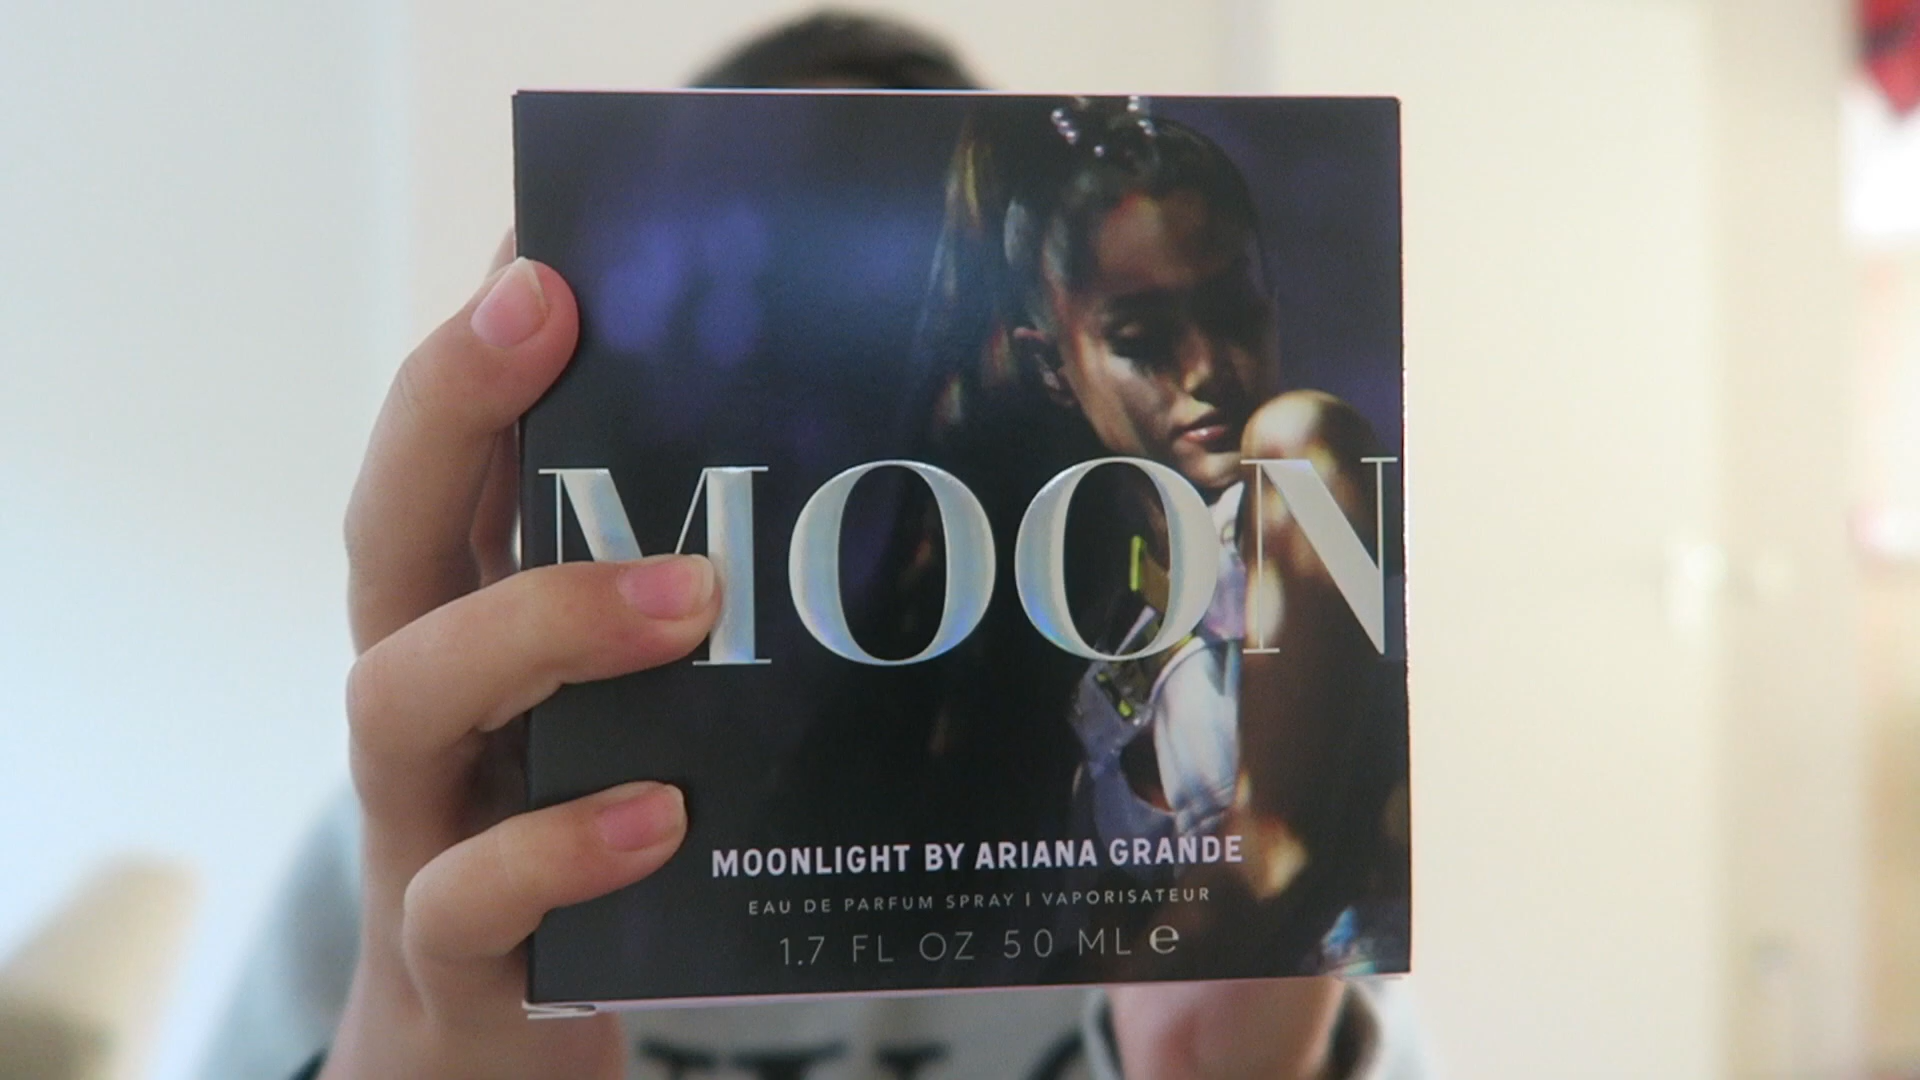 MOON
MOONLIGHT BY ARIANA GRANDE
EAU DE PARFUM SPRAY | VAPORISATEUR
1.7 FL OZ 50 ML e